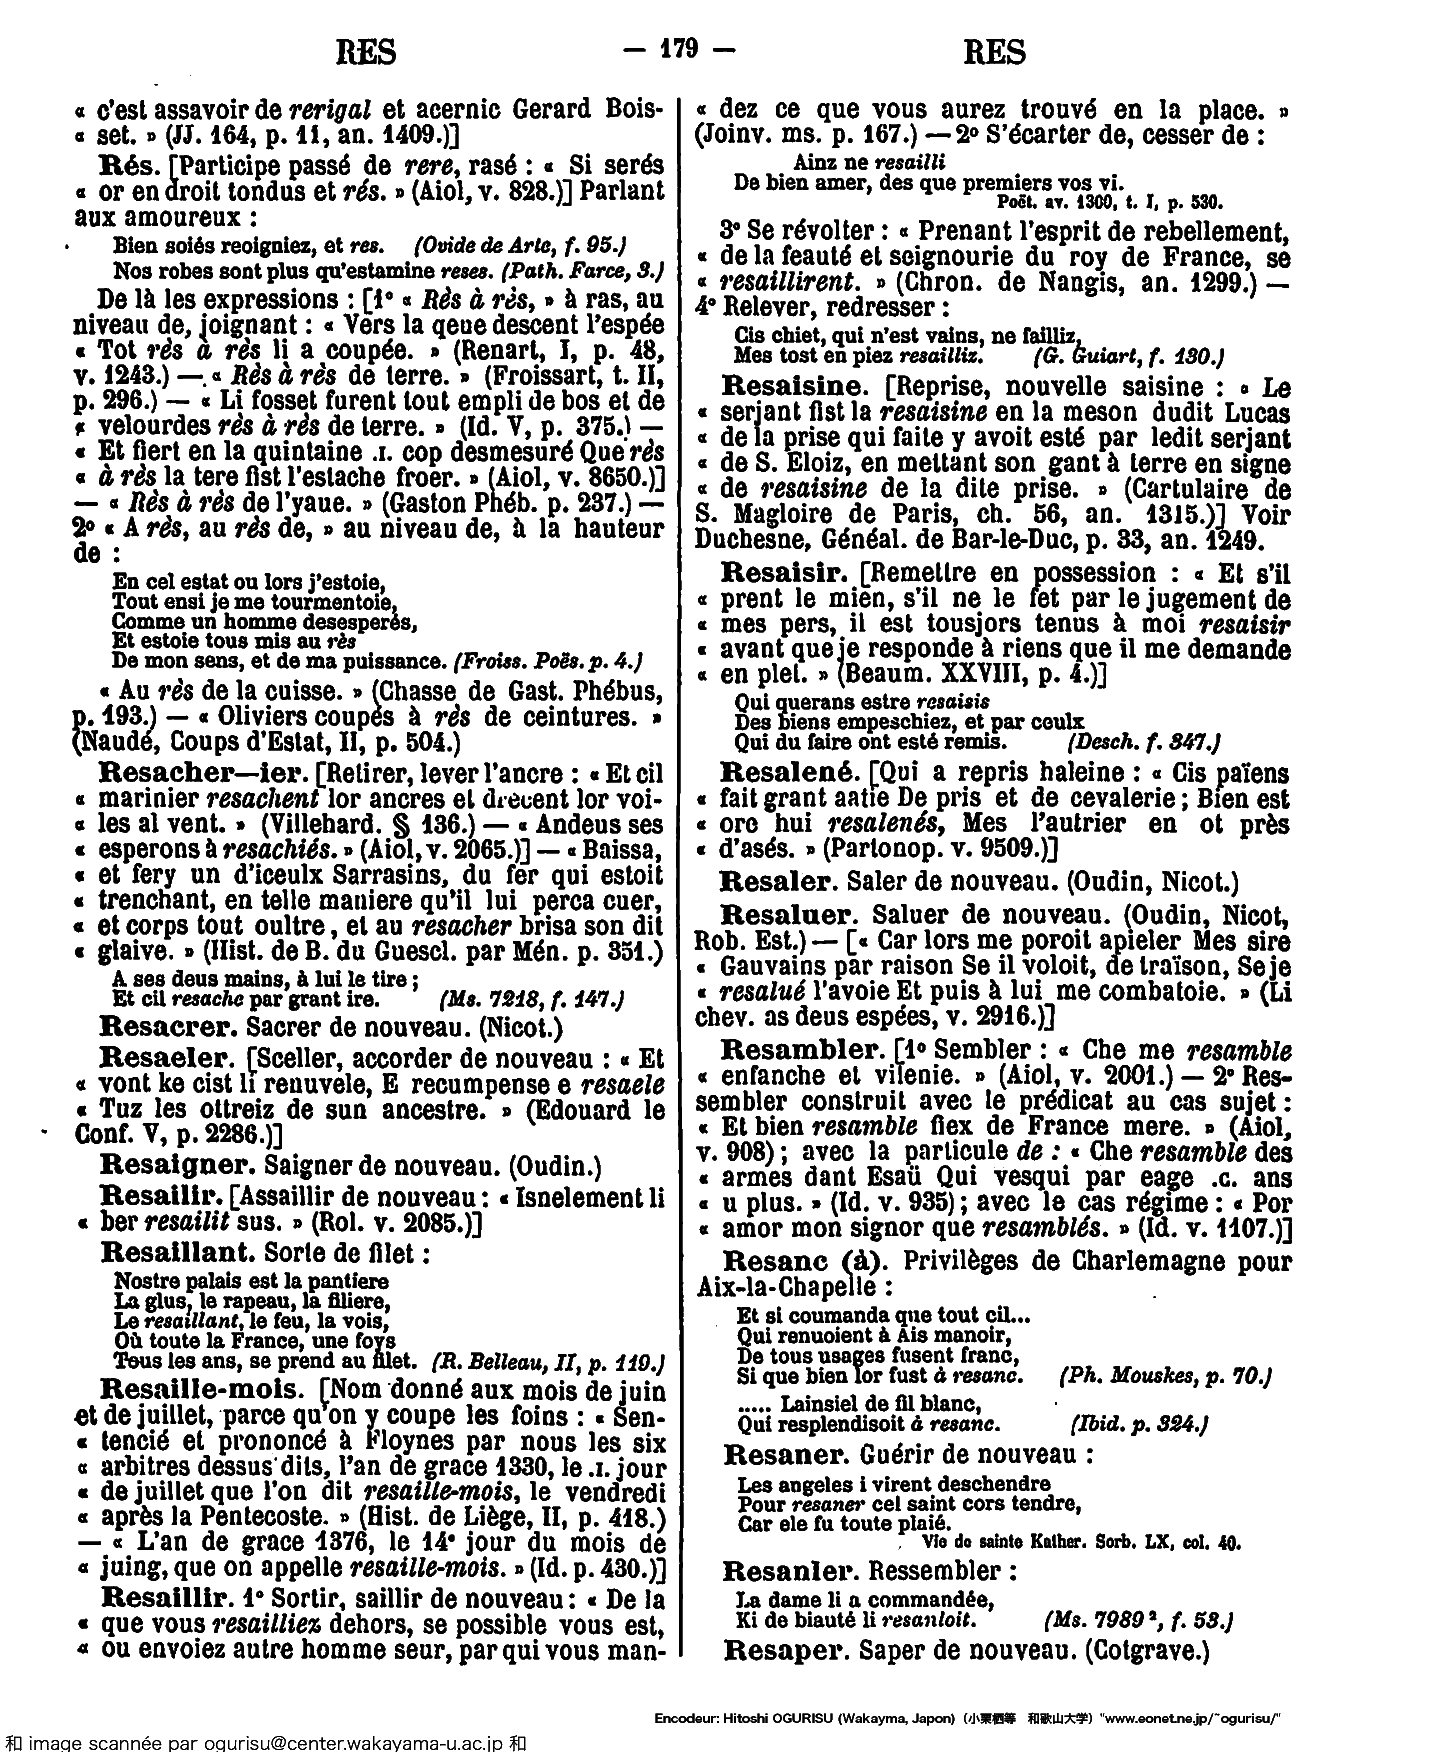 RES — 179 — RES
« c'est assavoir de rerigal et acernic Gerard Bois-
« set. » (JJ. 164, p. 11, an. 1409.)]
Rés. [Participe passé de rere, rasé : « Si serés
« or en droit tondus et rés. » (Aiol, v. 828.)] Parlant
aux amoureux :
Bien soiés reoigniez, et res. (Ovide de Arte, f. 95.)
Nos robes sont plus qu'estamine reses. (Path. Farce, 3.)
De là les expressions : [1° « Rès à rès, » à ras, au
niveau de, joignant : « Vers la qeue descent l'espée
« Tot rès à rès li a coupée. » (Renart, I, p. 48,
v. 1243.) — « Rès à rès de terre. » (Froissart, t. II,
p. 296.) — « Li fosset furent tout empli de bos et de
« velourdes rès à rès de terre. » (Id. V, p. 375.) —
« Et fiert en la quintaine .I. cop desmesuré Que rès
« à rès la tere fist l'estache froer. » (Aiol, v. 8650.)]
— « Rès à rès de l'yaue. » (Gaston Phéb. p. 237.) —
2° « A rès, au rès de, » au niveau de, à la hauteur
de :
En cel estat ou lors j'estoie,
Tout ensi je me tourmentoie,
Comme un homme desesperés,
Et estoie tous mis au rès
De mon sens, et de ma puissance. (Froiss. Poës. p. 4.)
« Au rès de la cuisse. » (Chasse de Gast. Phébus,
p. 193.) — « Oliviers coupés à rès de ceintures. »
(Naudé, Coups d'Estat, II, p. 504.)
Resacher—ier. [Retirer, lever l'ancre : « Et cil
« marinier resachent lor ancres et drecent lor voi-
« les al vent. » (Villehard. § 136.) — « Andeus ses
« esperons à resachiés. » (Aiol, v. 2065.)] — « Baissa,
« et fery un d'iceulx Sarrasins, du fer qui estoit
« trenchant, en telle maniere qu'il lui perca cuer,
« et corps tout oultre, et au resacher brisa son dit
« glaive. » (Hist. de B. du Guescl. par Mén. p. 351.)
A ses deus mains, à lui le tire ;
Et cil resache par grant ire. (Ms. 7218, f. 147.)
Resacrer. Sacrer de nouveau. (Nicot.)
Resaeler. [Sceller, accorder de nouveau : « Et
« vont ke cist li renuvele, E recumpense e resaele
« Tuz les ottreiz de sun ancestre. » (Edouard le
Conf. V, p. 2286.)]
Resaigner. Saigner de nouveau. (Oudin.)
Resailir. [Assaillir de nouveau : « Isnelement li
« ber resailit sus. » (Rol. v. 2085.)]
Resaillant. Sorte de filet :
Nostre palais est la pantiere
La glus, le rapeau, la filiere,
Le resaillant, le feu, la vois,
Où toute la France, une foys
Tous les ans, se prend au filet. (R. Belleau, II, p. 119.)
Resaille-mois. [Nom donné aux mois de juin
et de juillet, parce qu'on y coupe les foins : « Sen-
« tencié et prononcé à Floynes par nous les six
« arbitres dessus dits, l'an de grace 1330, le .I. jour
« de juillet que l'on dit resaille-mois, le vendredi
« après la Pentecoste. » (Hist. de Liège, II, p. 418.)
— « L'an de grace 1376, le 14e jour du mois de
« juing, que on appelle resaille-mois. » (Id. p. 430.)]
Resaillir. 1° Sortir, saillir de nouveau : « De la
« que vous resailliez dehors, se possible vous est,
« ou envoiez autre homme seur, par qui vous man-
« dez ce que vous aurez trouvé en la place. »
(Joinv. ms. p. 167.) — 2° S'écarter de, cesser de :
Ainz ne resailli
De bien amer, des que premiers vos vi.
Poët. av. 1300, t. I, p. 530.
3° Se révolter : « Prenant l'esprit de rebellement,
« de la feauté et seignourie du roy de France, se
« resaillirent. » (Chron. de Nangis, an. 1299.) —
4° Relever, redresser :
Cis chiet, qui n'est vains, ne failliz,
Mes tost en piez resailliz. (G. Guiart, f. 130.)
Resaisine. [Reprise, nouvelle saisine : « Le
« serjant fist la resaisine en la meson dudit Lucas
« de la prise qui faite y avoit esté par ledit serjant
« de S. Eloiz, en mettant son gant à terre en signe
« de resaisine de la dite prise. » (Cartulaire de
S. Magloire de Paris, ch. 56, an. 1315.)] Voir
Duchesne, Généal. de Bar-le-Duc, p. 33, an. 1249.
Resaisir. [Remettre en possession : « Et s'il
« prent le mien, s'il ne le fet par le jugement de
« mes pers, il est tousjors tenus à moi resaisir
« avant que je responde à riens que il me demande
« en plet. » (Beaum. XXVIII, p. 4.)]
Qui querans estre resaisis
Des biens empeschiez, et par ceulx
Qui du faire ont esté remis. (Desch. f. 347.)
Resalené. [Qui a repris haleine : « Cis païens
« fait grant aatie De pris et de cevalerie ; Bien est
« ore hui resalenés, Mes l'autrier en ot près
« d'asés. » (Partonop. v. 9509.)]
Resaler. Saler de nouveau. (Oudin, Nicot.)
Resaluer. Saluer de nouveau. (Oudin, Nicot,
Rob. Est.) — [« Car lors me poroit apieler Mes sire
« Gauvains par raison Se il voloit, de traïson, Se je
« resalué l'avoie Et puis à lui me combatoie. » (Li
chev. as deus espées, v. 2916.)]
Resambler. [1° Sembler : « Che me resamble
« enfanche et vilenie. » (Aiol, v. 2001.) — 2° Res-
sembler construit avec le prédicat au cas sujet :
« Et bien resamble fiex de France mere. » (Aiol,
v. 908) ; avec la particule de : « Che resamble des
« armes dant Esaü Qui vesqui par eage .c. ans
« u plus. » (Id. v. 935) ; avec le cas régime : « Por
« amor mon signor que resamblés. » (Id. v. 1107.)]
Resanc (à). Privilèges de Charlemagne pour
Aix-la-Chapelle :
Et si coumanda que tout cil...
Qui renuoient à Ais manoir,
De tous usages fusent franc,
Si que bien lor fust à resanc. (Ph. Mouskes, p. 70.)
..... Lainsiel de fil blanc,
Qui resplendisoit à resanc. (Ibid. p. 324.)
Resaner. Guérir de nouveau :
Les angeles i virent deschendre
Pour resaner cel saint cors tendre,
Car ele fu toute plaié.
Vie de sainte Kather. Sorb. LX, col. 40.
Resanler. Ressembler :
La dame li a commandée,
Ki de biauté li resanloit. (Ms. 7989², f. 53.)
Resaper. Saper de nouveau. (Cotgrave.)
Encodeur: Hitoshi OGURISU (Wakayma, Japon) (小栗栖等 和歌山大学) "www.eonet.ne.jp/~ogurisu/"
和 image scannée par ogurisu@center.wakayama-u.ac.jp 和